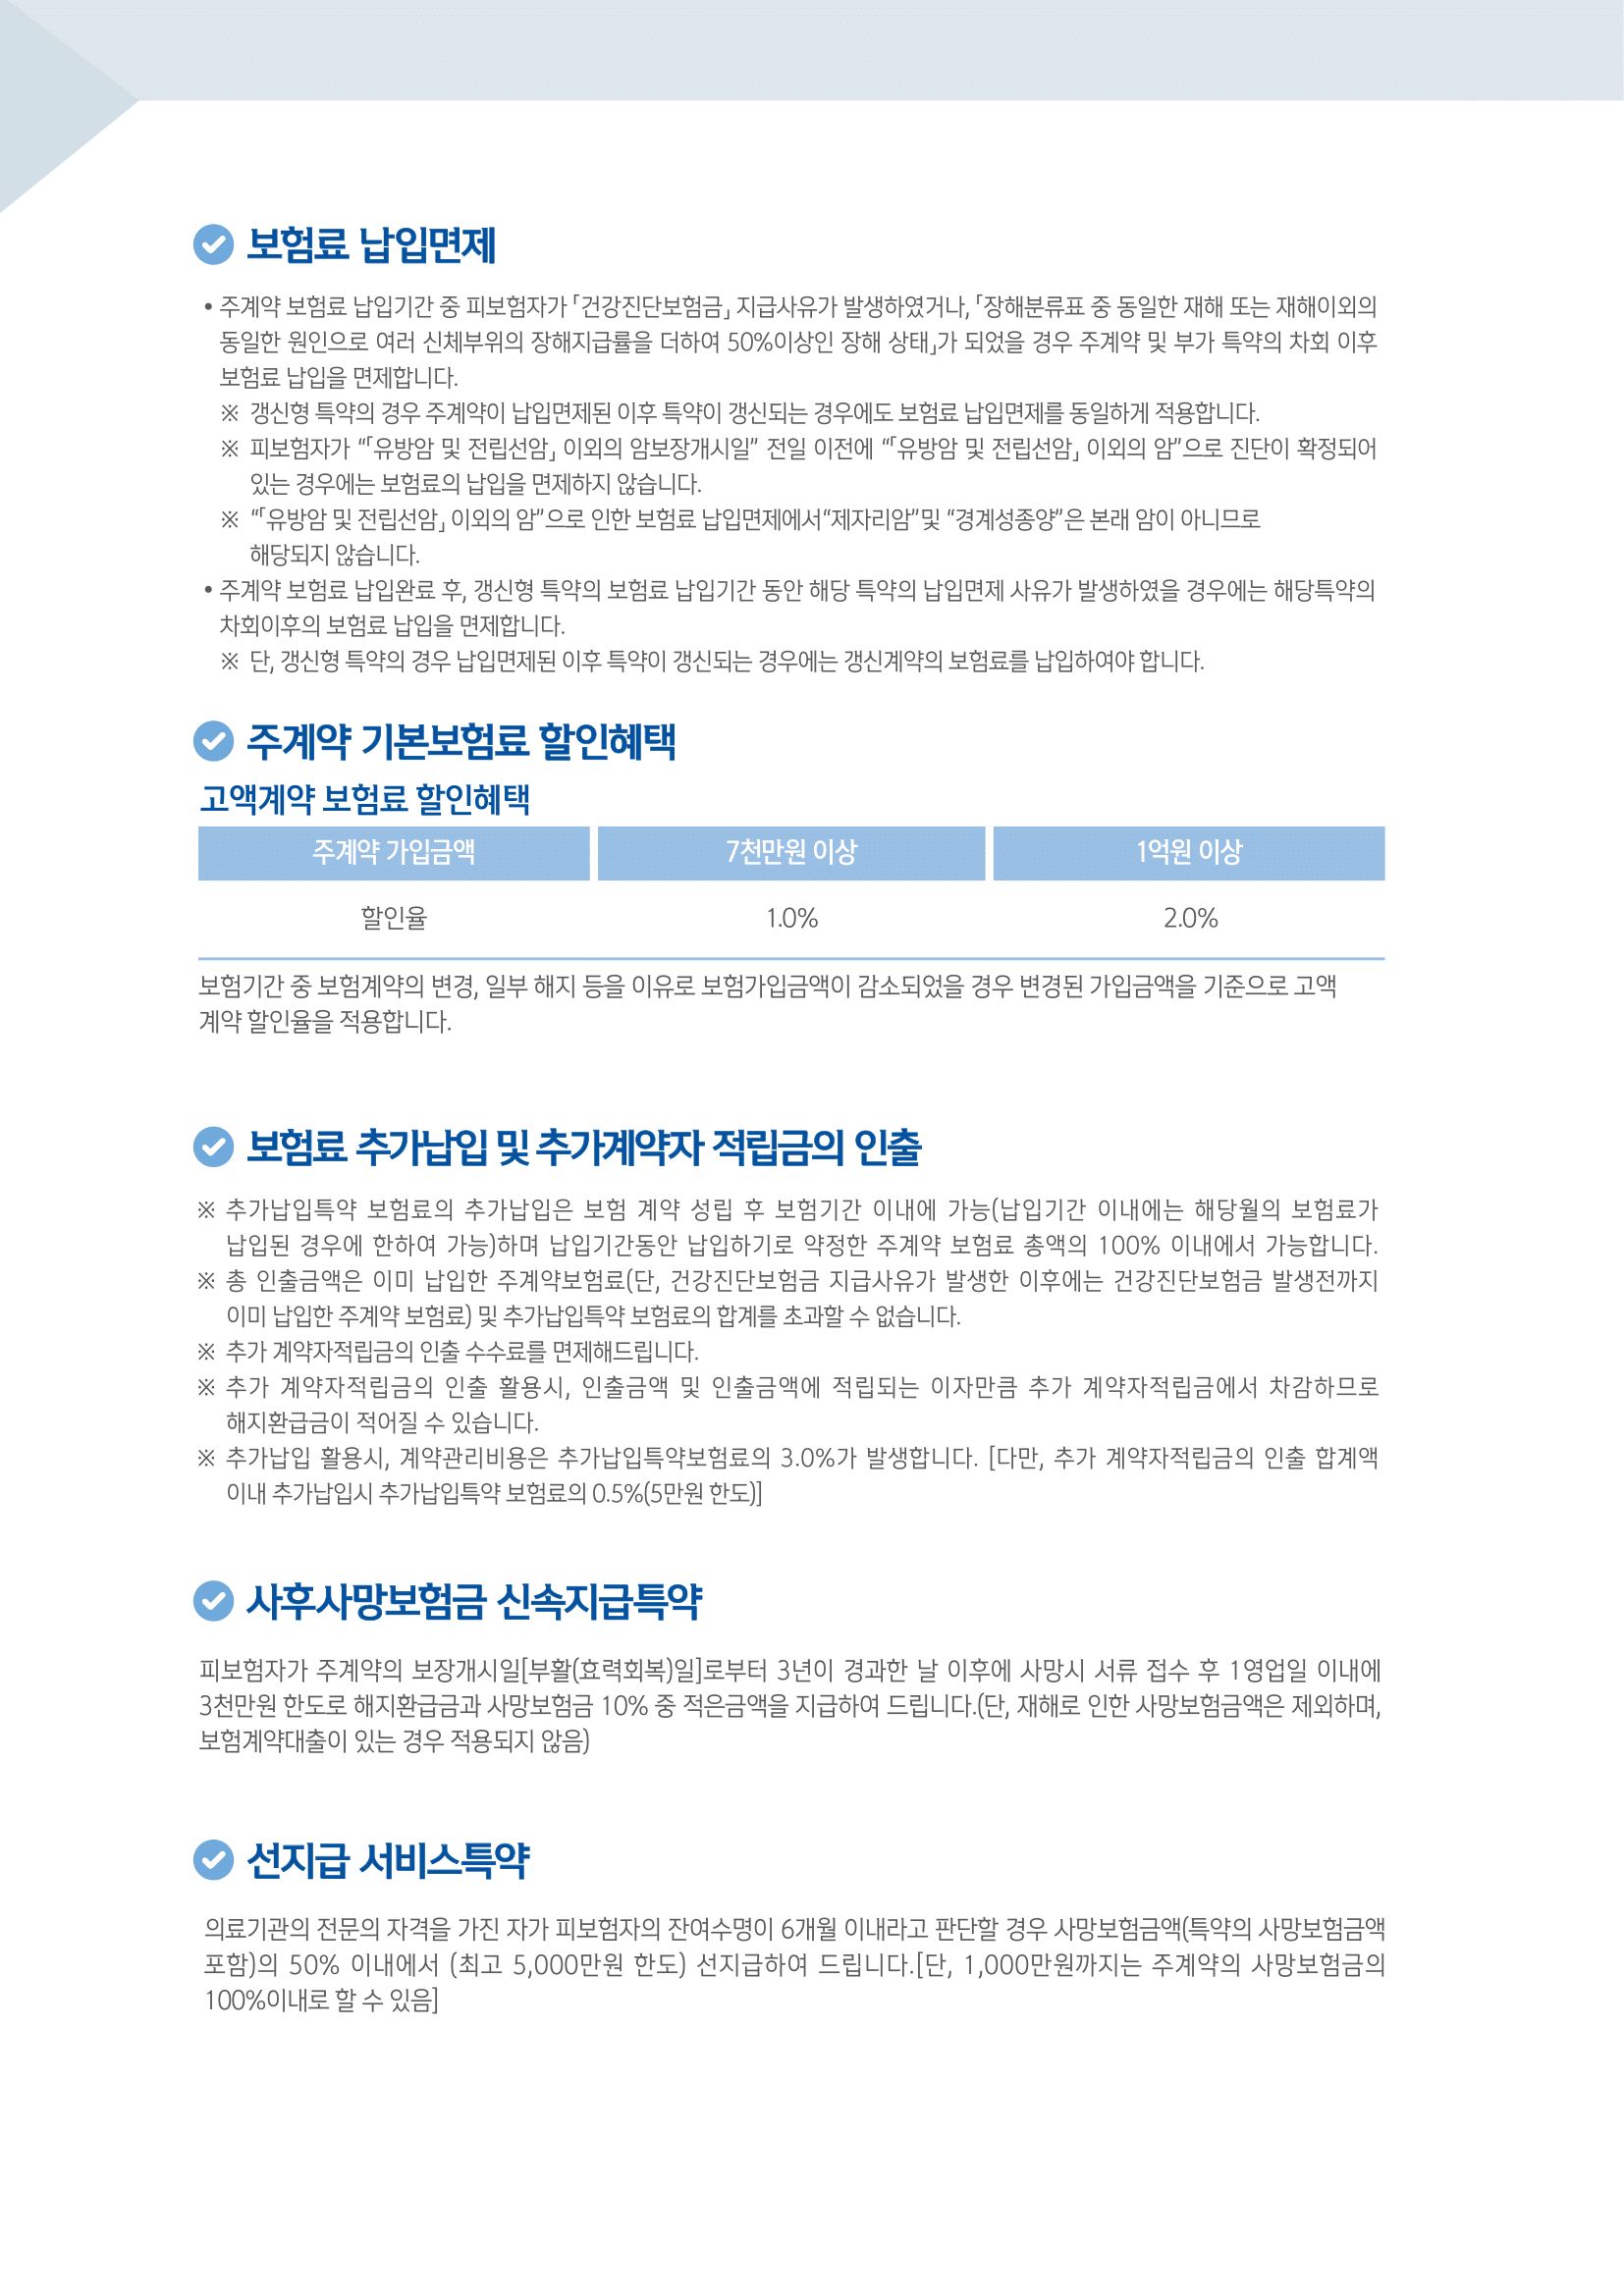 보험료 납입면제
• 주계약 보험료 납입기간 중 피보험자가 「건강진단보험금」 지급사유가 발생하였거나, 「장해분류표 중 동일한 재해 또는 재해이외의
동일한 원인으로 여러 신체부위의 장해지급률을 더하여 50%이상인 장해 상태」가 되었을 경우 주계약 및 부가 특약의 차회 이후
보험료 납입을 면제합니다.
※ 갱신형 특약의 경우 주계약이 납입면제된 이후 특약이 갱신되는 경우에도 보험료 납입면제를 동일하게 적용합니다.
※ 피보험자가 “「유방암 및 전립선암」 이외의 암보장개시일” 전일 이전에 “「유방암 및 전립선암」 이외의 암”으로 진단이 확정되어
있는 경우에는 보험료의 납입을 면제하지 않습니다.
※ “「유방암 및 전립선암」 이외의 암”으로 인한 보험료 납입면제에서“제자리암”및 “경계성종양”은 본래 암이 아니므로
해당되지 않습니다.
• 주계약 보험료 납입완료 후, 갱신형 특약의 보험료 납입기간 동안 해당 특약의 납입면제 사유가 발생하였을 경우에는 해당특약의
차회이후의 보험료 납입을 면제합니다.
※ 단, 갱신형 특약의 경우 납입면제된 이후 특약이 갱신되는 경우에는 갱신계약의 보험료를 납입하여야 합니다.
주계약 기본보험료 할인혜택
고액계약 보험료 할인혜택
주계약 가입금액 7천만원 이상 1억원 이상
할인율 1.0% 2.0%
보험기간 중 보험계약의 변경, 일부 해지 등을 이유로 보험가입금액이 감소되었을 경우 변경된 가입금액을 기준으로 고액
계약 할인율을 적용합니다.
보험료 추가납입 및 추가계약자 적립금의 인출
※ 추가납입특약 보험료의 추가납입은 보험 계약 성립 후 보험기간 이내에 가능(납입기간 이내에는 해당월의 보험료가
납입된 경우에 한하여 가능)하며 납입기간동안 납입하기로 약정한 주계약 보험료 총액의 100% 이내에서 가능합니다.
※ 총 인출금액은 이미 납입한 주계약보험료(단, 건강진단보험금 지급사유가 발생한 이후에는 건강진단보험금 발생전까지
이미 납입한 주계약 보험료) 및 추가납입특약 보험료의 합계를 초과할 수 없습니다.
※ 추가 계약자적립금의 인출 수수료를 면제해드립니다.
※ 추가 계약자적립금의 인출 활용시, 인출금액 및 인출금액에 적립되는 이자만큼 추가 계약자적립금에서 차감하므로
해지환급금이 적어질 수 있습니다.
※ 추가납입 활용시, 계약관리비용은 추가납입특약보험료의 3.0%가 발생합니다. [다만, 추가 계약자적립금의 인출 합계액
이내 추가납입시 추가납입특약 보험료의 0.5%(5만원 한도)]
사후사망보험금 신속지급특약
피보험자가 주계약의 보장개시일[부활(효력회복)일]로부터 3년이 경과한 날 이후에 사망시 서류 접수 후 1영업일 이내에
3천만원 한도로 해지환급금과 사망보험금 10% 중 적은금액을 지급하여 드립니다.(단, 재해로 인한 사망보험금액은 제외하며,
보험계약대출이 있는 경우 적용되지 않음)
선지급 서비스특약
의료기관의 전문의 자격을 가진 자가 피보험자의 잔여수명이 6개월 이내라고 판단할 경우 사망보험금액(특약의 사망보험금액
포함)의 50% 이내에서 (최고 5,000만원 한도) 선지급하여 드립니다.[단, 1,000만원까지는 주계약의 사망보험금의
100%이내로 할 수 있음]